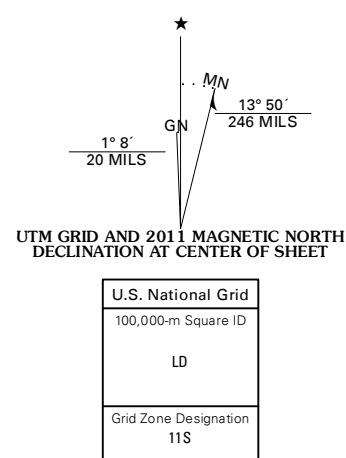 ★
MN
13° 50´
246 MILS
GN
1° 8´
20 MILS
UTM GRID AND 2011 MAGNETIC NORTH
DECLINATION AT CENTER OF SHEET
U.S. National Grid
100,000-m Square ID
LD
Grid Zone Designation
11S